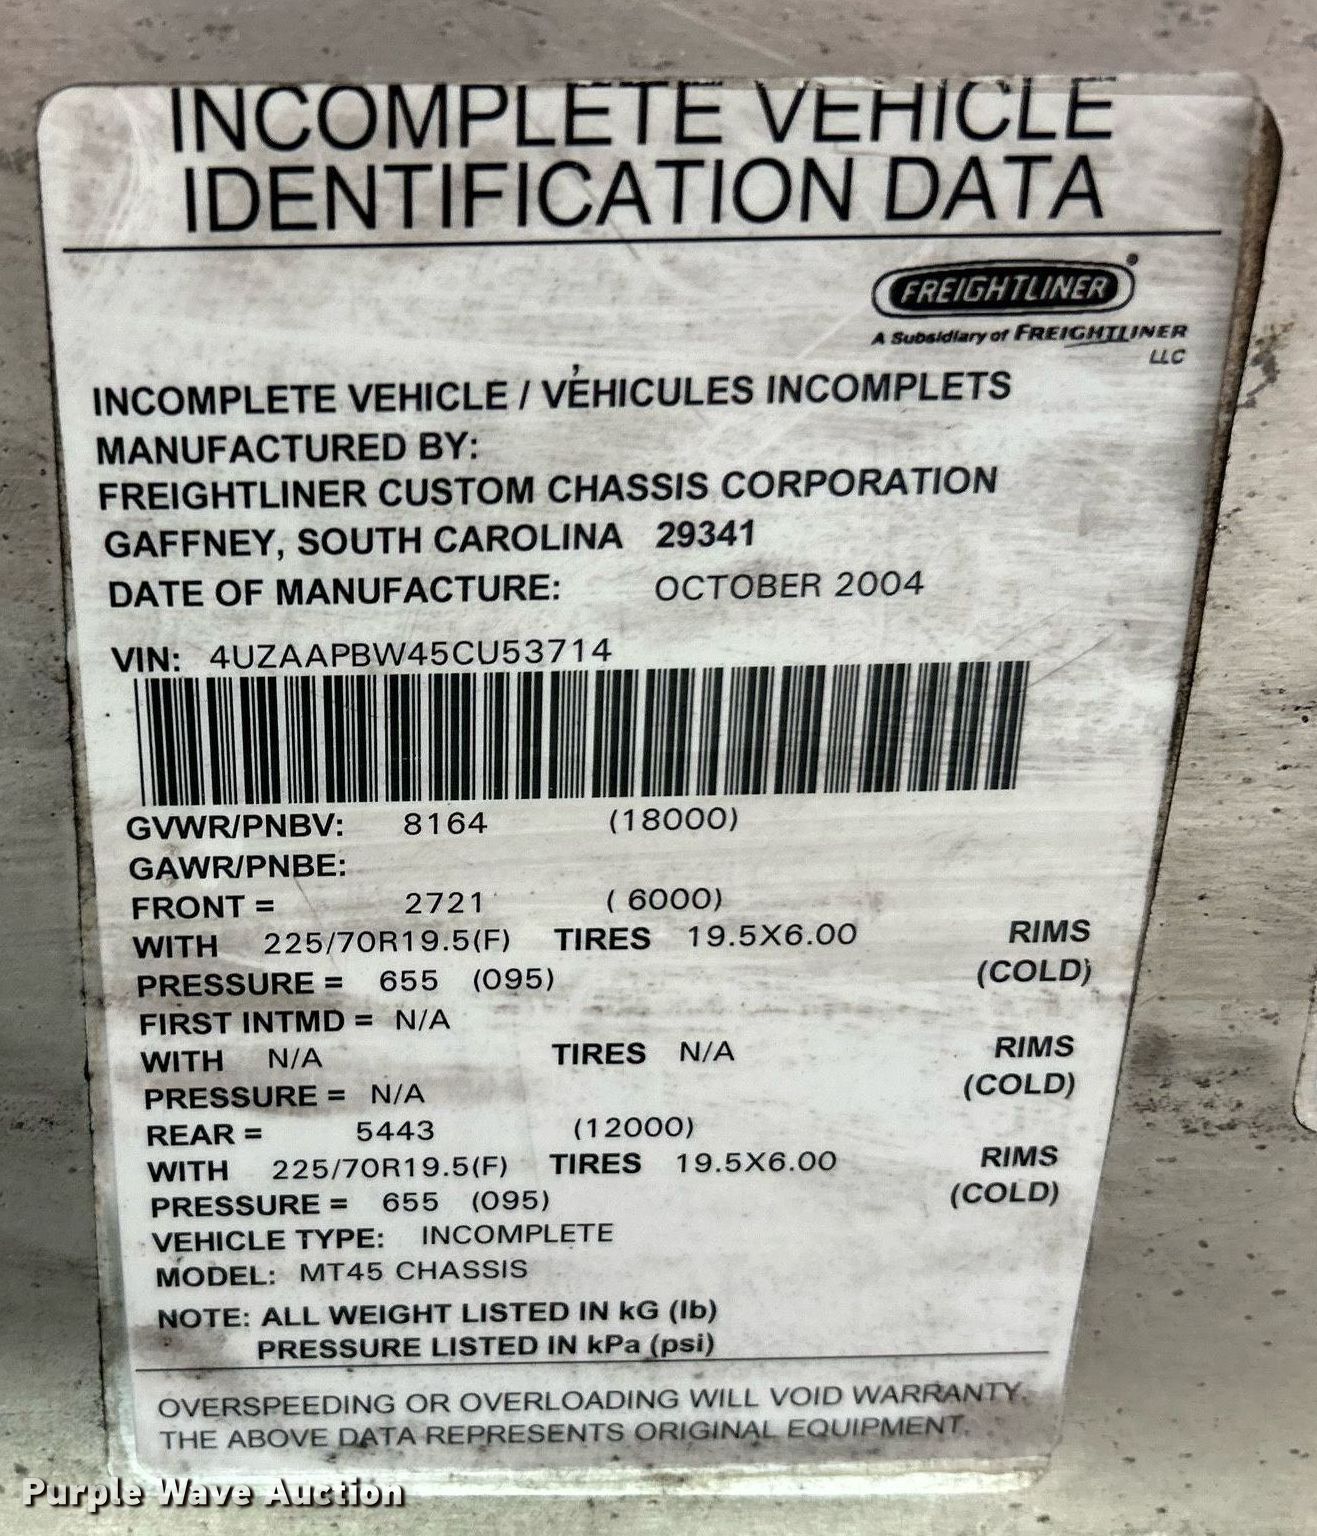 INCOMPLETE VEHICLE
IDENTIFICATION DATA
FREIGHTLINER
A Subsidiary of FREIGHTLINER
LLC
INCOMPLETE VEHICLE / VÉHICULES INCOMPLETS
MANUFACTURED BY:
FREIGHTLINER CUSTOM CHASSIS CORPORATION
GAFFNEY, SOUTH CAROLINA 29341
DATE OF MANUFACTURE: OCTOBER 2004
VIN: 4UZAAPBW45CU53714
GVWR/PNBV: 8164 (18000)
GAWR/PNBE:
FRONT = 2721 ( 6000)
WITH 225/70R19.5(F) TIRES 19.5X6.00 RIMS
PRESSURE = 655 (095) (COLD)
FIRST INTMD = N/A
WITH N/A TIRES N/A RIMS
PRESSURE = N/A (COLD)
REAR = 5443 (12000)
WITH 225/70R19.5(F) TIRES 19.5X6.00 RIMS
PRESSURE = 655 (095) (COLD)
VEHICLE TYPE: INCOMPLETE
MODEL: MT45 CHASSIS
NOTE: ALL WEIGHT LISTED IN kG (lb)
PRESSURE LISTED IN kPa (psi)
OVERSPEEDING OR OVERLOADING WILL VOID WARRANTY.
THE ABOVE DATA REPRESENTS ORIGINAL EQUIPMENT.
Purple Wave Auction